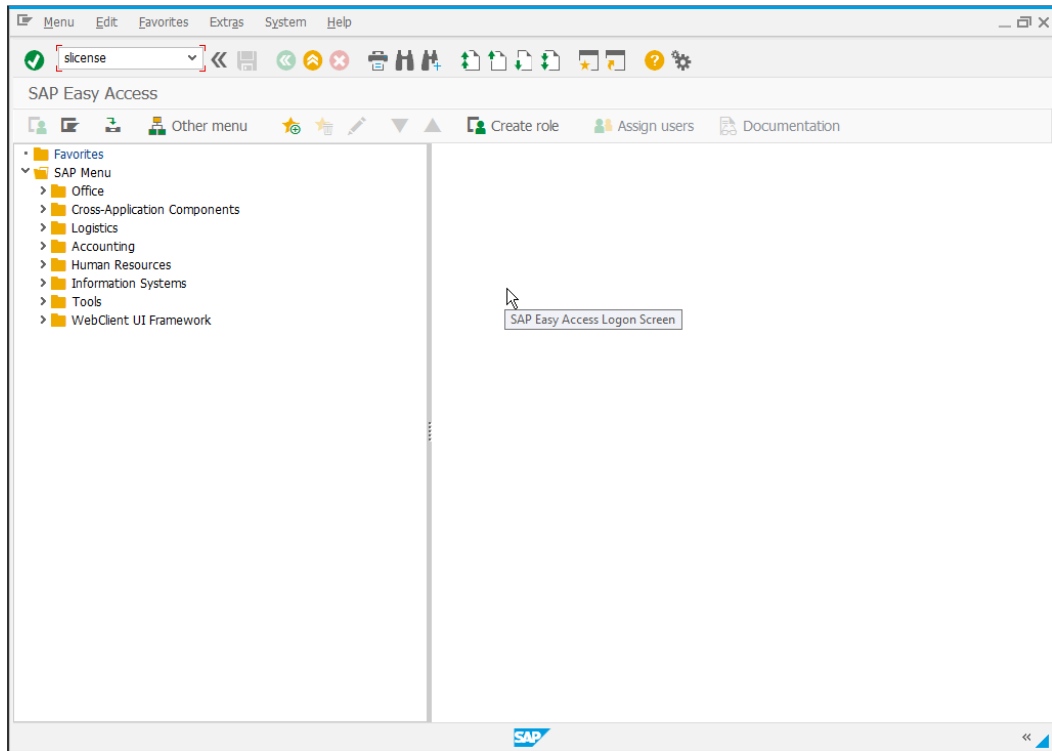 Menu Edit Favorites Extras System Help
slicense
SAP Easy Access
Other menu Create role Assign users Documentation
Favorites
SAP Menu
Office
Cross-Application Components
Logistics
Accounting
Human Resources
Information Systems
Tools
WebClient UI Framework
SAP Easy Access Logon Screen
SAP